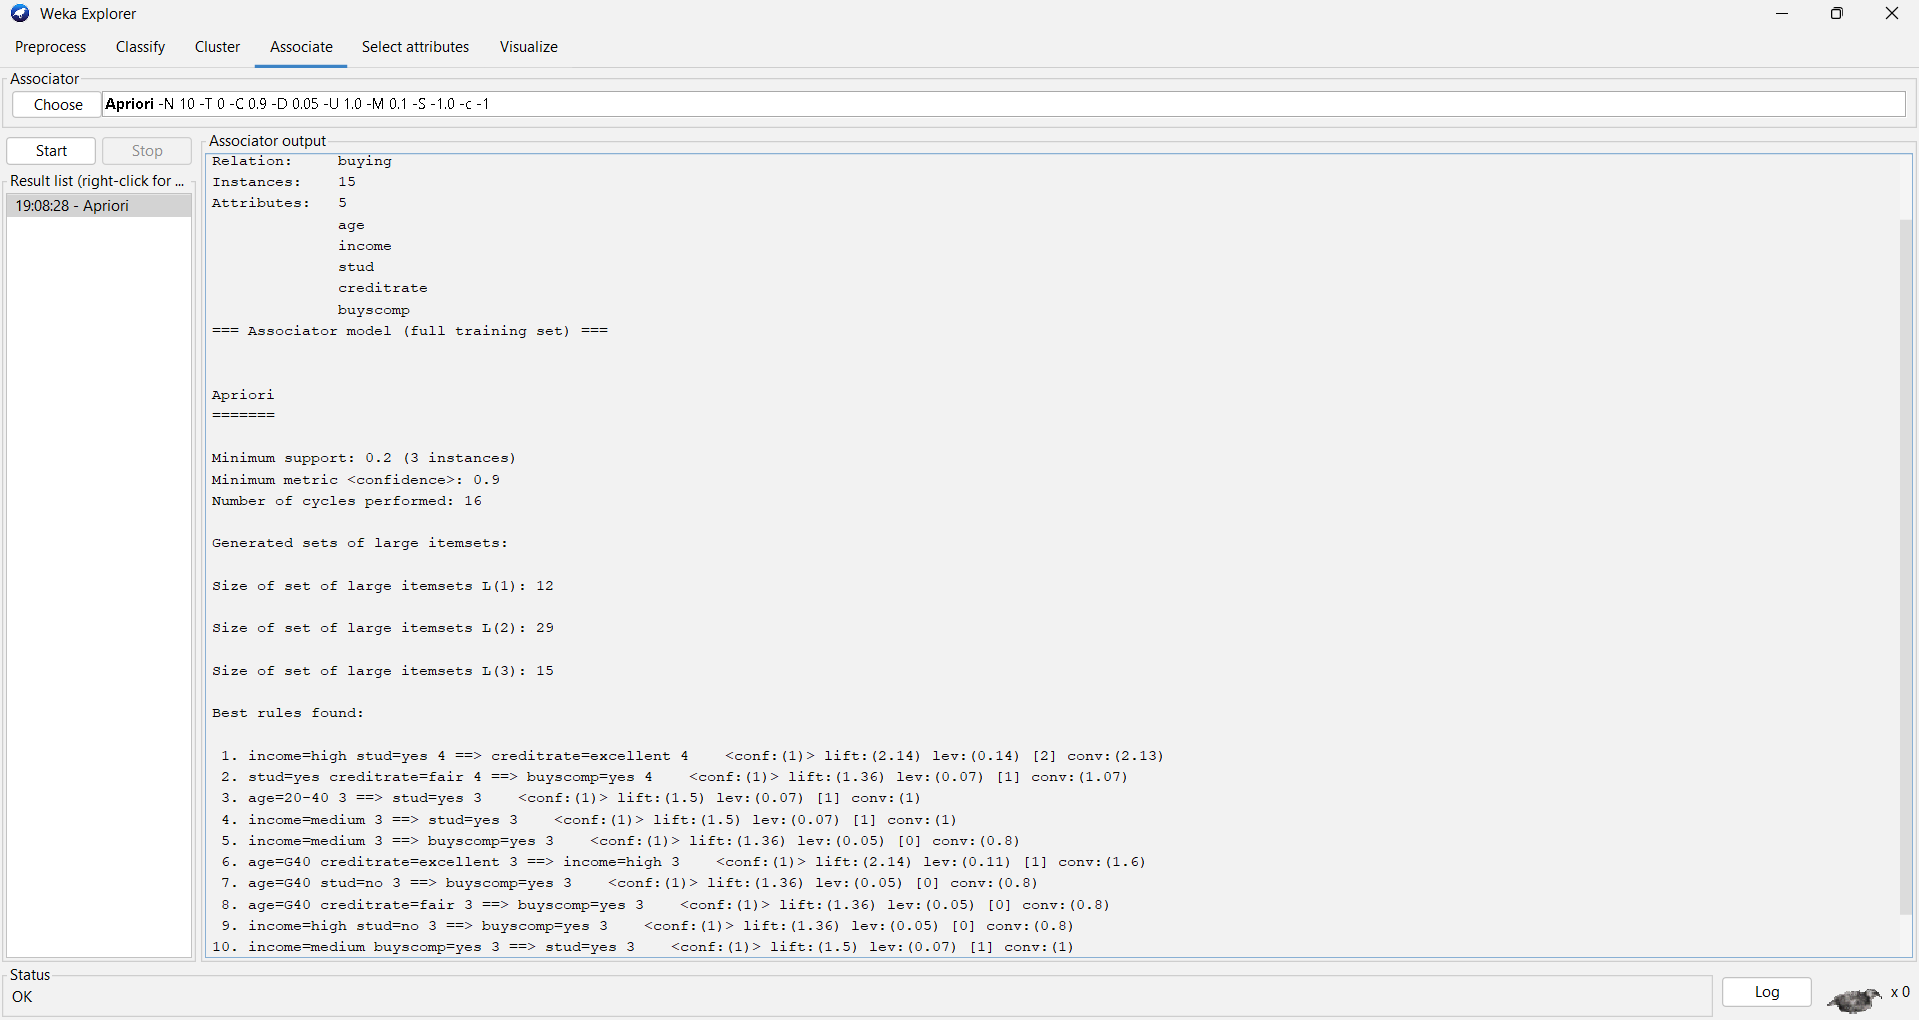 Weka Explorer
Preprocess Classify Cluster Associate Select attributes Visualize
Associator
Choose Apriori -N 10 -T 0 -C 0.9 -D 0.05 -U 1.0 -M 0.1 -S -1.0 -c -1
Start Stop
Result list (right-click for ...
19:08:28 - Apriori
Associator output
Relation: buying
Instances: 15
Attributes: 5
age
income
stud
creditrate
buyscomp
=== Associator model (full training set) ===
Apriori
=======
Minimum support: 0.2 (3 instances)
Minimum metric <confidence>: 0.9
Number of cycles performed: 16
Generated sets of large itemsets:
Size of set of large itemsets L(1): 12
Size of set of large itemsets L(2): 29
Size of set of large itemsets L(3): 15
Best rules found:
1. income=high stud=yes 4 ==> creditrate=excellent 4 <conf:(1)> lift:(2.14) lev:(0.14) [2] conv:(2.13)
2. stud=yes creditrate=fair 4 ==> buyscomp=yes 4 <conf:(1)> lift:(1.36) lev:(0.07) [1] conv:(1.07)
3. age=20-40 3 ==> stud=yes 3 <conf:(1)> lift:(1.5) lev:(0.07) [1] conv:(1)
4. income=medium 3 ==> stud=yes 3 <conf:(1)> lift:(1.5) lev:(0.07) [1] conv:(1)
5. income=medium 3 ==> buyscomp=yes 3 <conf:(1)> lift:(1.36) lev:(0.05) [0] conv:(0.8)
6. age=G40 creditrate=excellent 3 ==> income=high 3 <conf:(1)> lift:(2.14) lev:(0.11) [1] conv:(1.6)
7. age=G40 stud=no 3 ==> buyscomp=yes 3 <conf:(1)> lift:(1.36) lev:(0.05) [0] conv:(0.8)
8. age=G40 creditrate=fair 3 ==> buyscomp=yes 3 <conf:(1)> lift:(1.36) lev:(0.05) [0] conv:(0.8)
9. income=high stud=no 3 ==> buyscomp=yes 3 <conf:(1)> lift:(1.36) lev:(0.05) [0] conv:(0.8)
10. income=medium buyscomp=yes 3 ==> stud=yes 3 <conf:(1)> lift:(1.5) lev:(0.07) [1] conv:(1)
Status
OK
Log
x 0